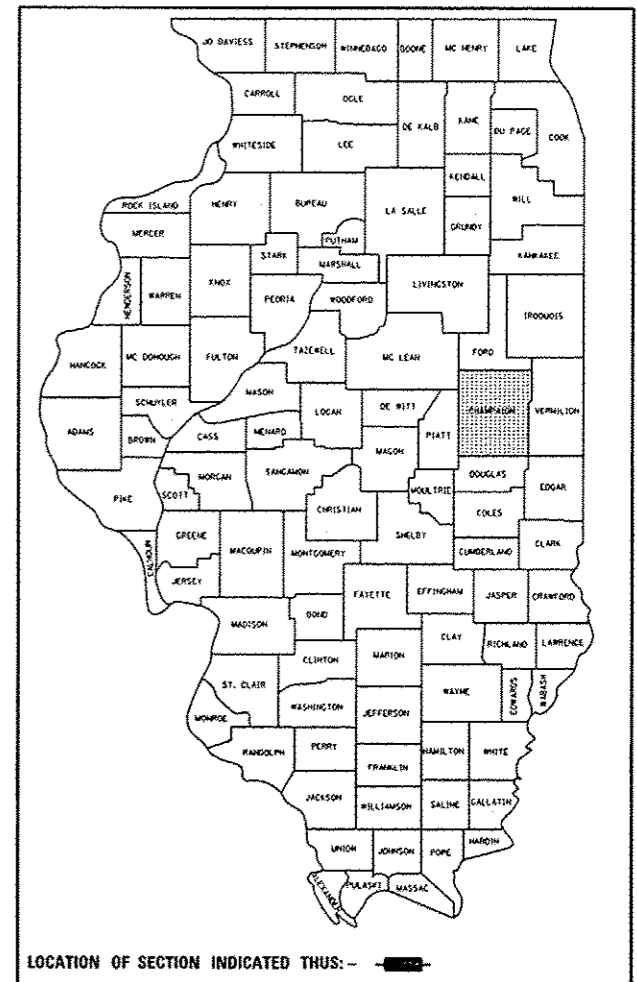 JO DAVIESS STEPHENSON WINNEBAGO BOONE MC HENRY LAKE
CARROLL OGLE DE KALB KANE DU PAGE COOK
WHITESIDE LEE KENDALL WILL
ROCK ISLAND HENRY BUREAU LA SALLE GRUNDY
MERCER STARK PUTNAM MARSHALL KANKAKEE
HENDERSON WARREN KNOX PEORIA WOODFORD LIVINGSTON IROQUOIS
HANCOCK MC DONOUGH FULTON TAZEWELL MC LEAN FORD
SCHUYLER MASON LOGAN DE WITT CHAMPAIGN VERMILION
ADAMS BROWN CASS MENARD MACON PIATT
PIKE SCOTT MORGAN SANGAMON CHRISTIAN MOULTRIE DOUGLAS EDGAR
CALHOUN GREENE MACOUPIN MONTGOMERY SHELBY COLES
JERSEY CUMBERLAND CLARK
MADISON BOND FAYETTE EFFINGHAM JASPER CRAWFORD
ST. CLAIR CLINTON MARION CLAY RICHLAND LAWRENCE
MONROE WASHINGTON JEFFERSON WAYNE EDWARDS WABASH
RANDOLPH PERRY FRANKLIN HAMILTON WHITE
JACKSON WILLIAMSON SALINE GALLATIN
UNION JOHNSON POPE HARDIN
ALEXANDER PULASKI MASSAC
LOCATION OF SECTION INDICATED THUS: -